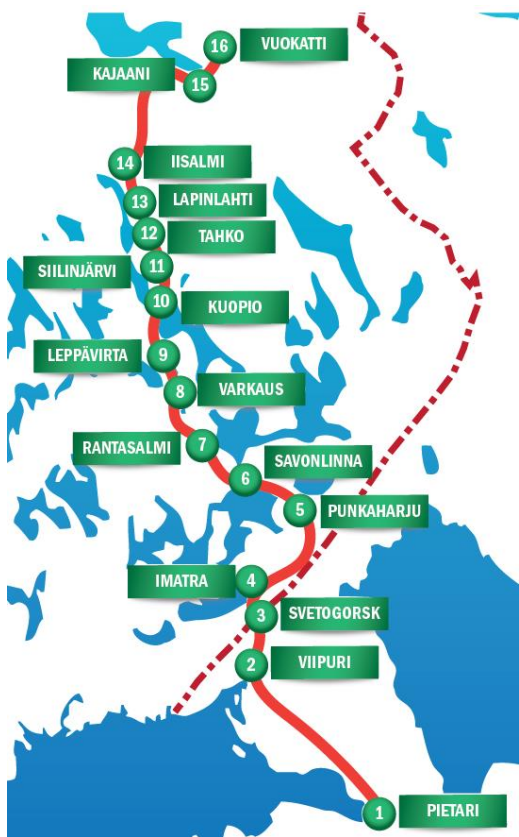 16 VUOKATTI
KAJAANI 15
14 IISALMI
13 LAPINLAHTI
12 TAHKO
SIILINJÄRVI 11
10 KUOPIO
LEPPÄVIRTA 9
8 VARKAUS
RANTASALMI 7
6 SAVONLINNA
5 PUNKAHARJU
IMATRA 4
3 SVETOGORSK
2 VIIPURI
1 PIETARI